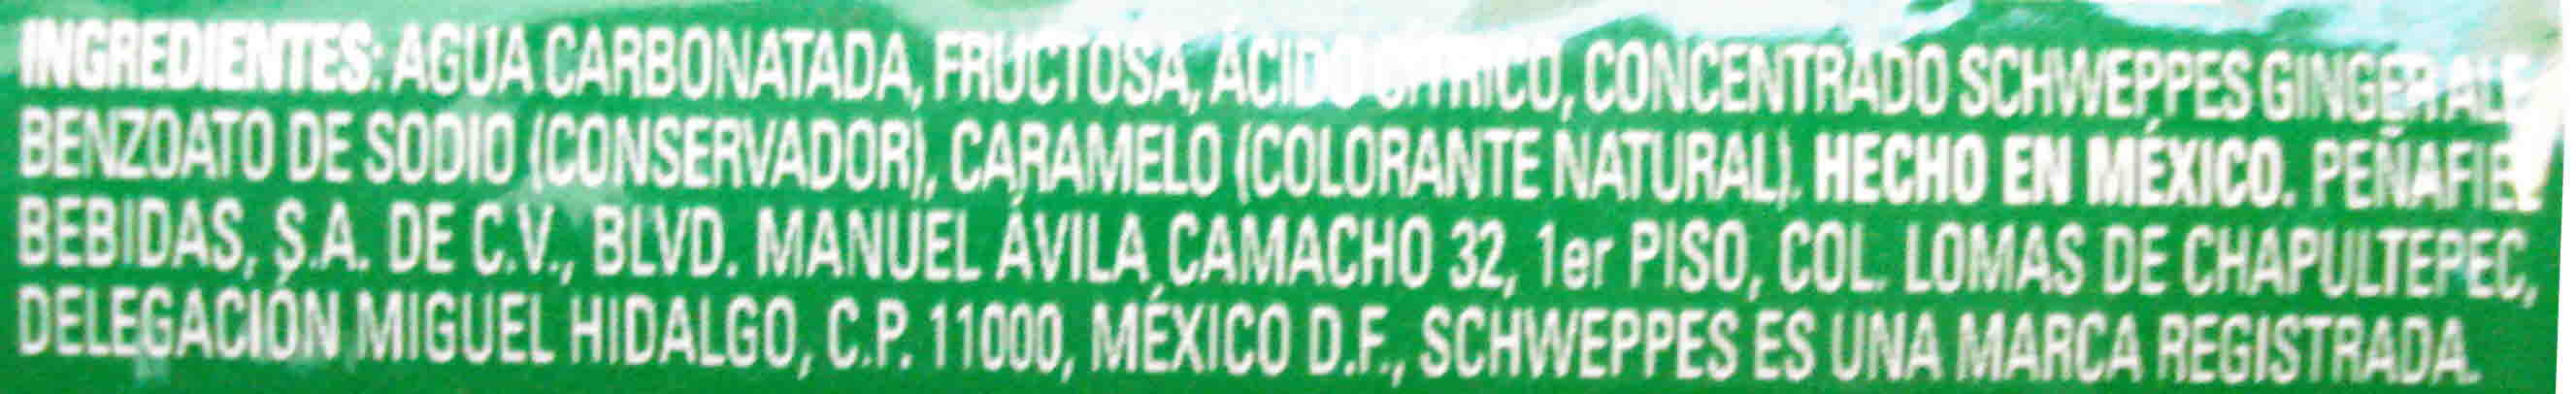 INGREDIENTES: AGUA CARBONATADA, FRUCTOSA, ÁCIDO CÍTRICO, CONCENTRADO SCHWEPPES GINGER ALE
BENZOATO DE SODIO (CONSERVADOR), CARAMELO (COLORANTE NATURAL). HECHO EN MÉXICO. PEÑAFIEL
BEBIDAS, S.A. DE C.V., BLVD. MANUEL ÁVILA CAMACHO 32, 1er PISO, COL. LOMAS DE CHAPULTEPEC,
DELEGACIÓN MIGUEL HIDALGO, C.P. 11000, MÉXICO D.F., SCHWEPPES ES UNA MARCA REGISTRADA.